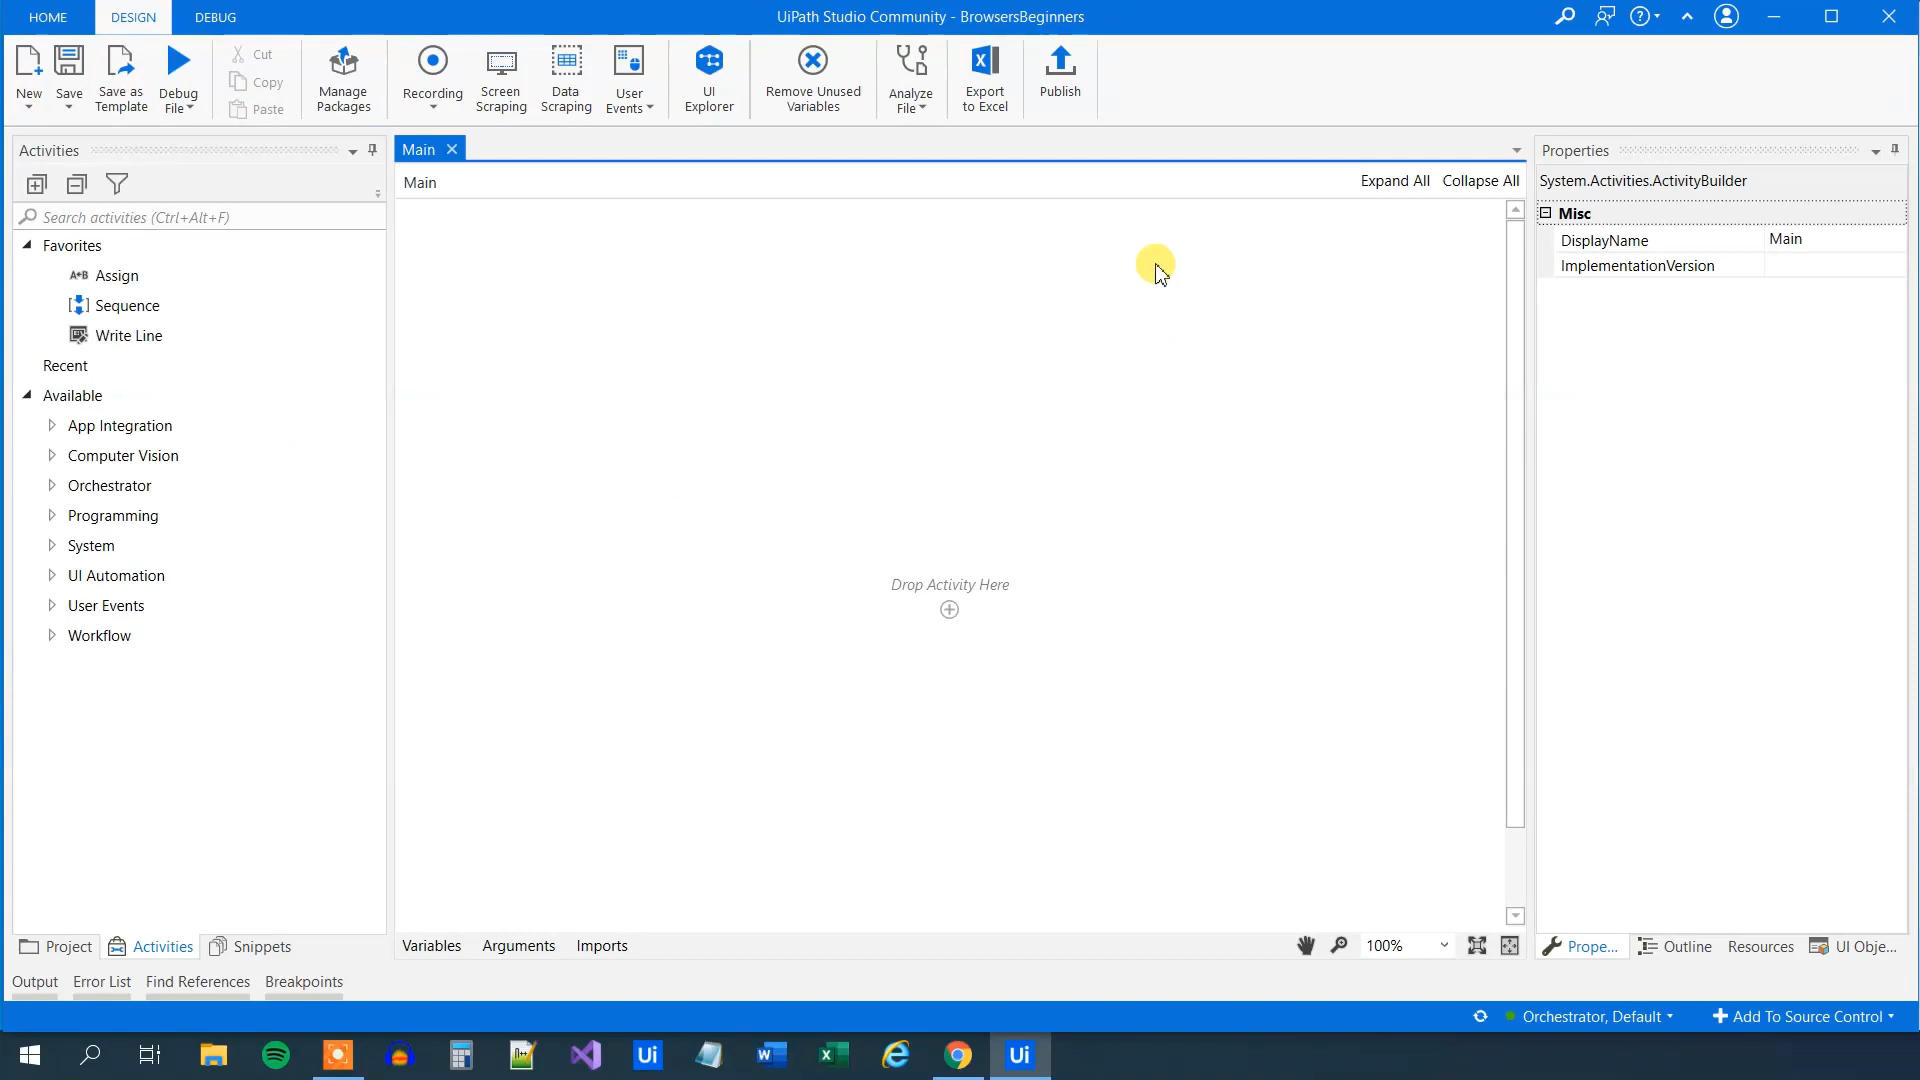 HOME DESIGN DEBUG UiPath Studio Community - BrowsersBeginners
New Save Save as Template Debug File
Cut
Copy
Paste
Manage Packages
Recording Screen Scraping Data Scraping User Events
UI Explorer
Remove Unused Variables
Analyze File
Export to Excel
Publish
Activities
Search activities (Ctrl+Alt+F)
Favorites
A+B Assign
Sequence
Write Line
Recent
Available
App Integration
Computer Vision
Orchestrator
Programming
System
UI Automation
User Events
Workflow
Project Activities Snippets
Main
Main Expand All Collapse All
Drop Activity Here
Variables Arguments Imports 100%
Properties
System.Activities.ActivityBuilder
Misc
DisplayName Main
ImplementationVersion
Prope... Outline Resources UI Obje...
Output Error List Find References Breakpoints
Orchestrator, Default Add To Source Control
Ui Ui